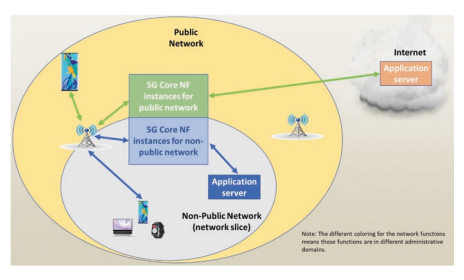 Public
Network
Internet
Application
server
5G Core NF
instances for
public network
5G Core NF
instances for non-
public network
Application
server
Non-Public Network
(network slice)
Note: The different coloring for the network functions
means those functions are in different administrative
domains.